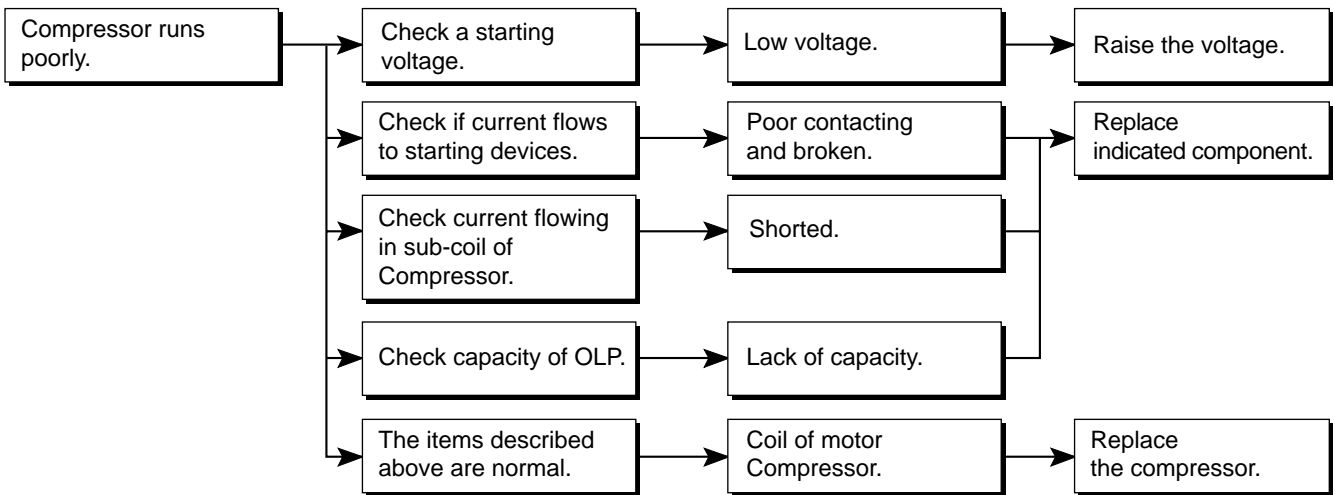 Compressor runs
poorly.
Check a starting
voltage.
Low voltage.
Raise the voltage.
Check if current flows
to starting devices.
Poor contacting
and broken.
Replace
indicated component.
Check current flowing
in sub-coil of
Compressor.
Shorted.
Check capacity of OLP.
Lack of capacity.
The items described
above are normal.
Coil of motor
Compressor.
Replace
the compressor.